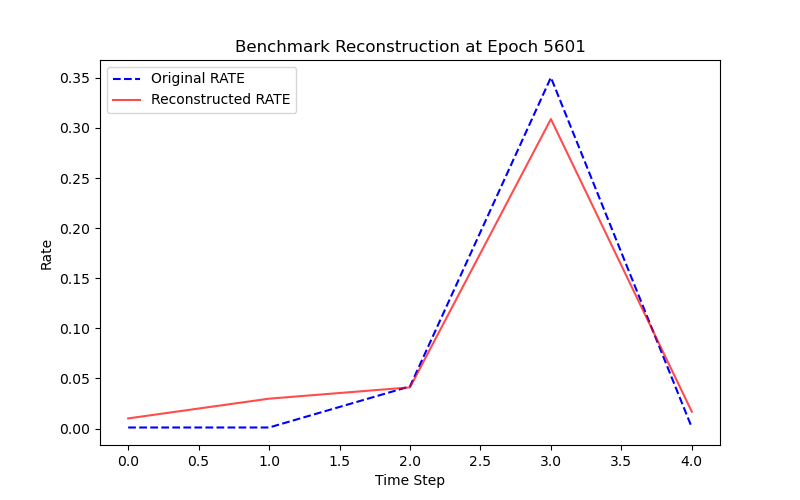 Benchmark Reconstruction at Epoch 5601
Original RATE
Reconstructed RATE
Rate
0.35
0.30
0.25
0.20
0.15
0.10
0.05
0.00
0.0 0.5 1.0 1.5 2.0 2.5 3.0 3.5 4.0
Time Step